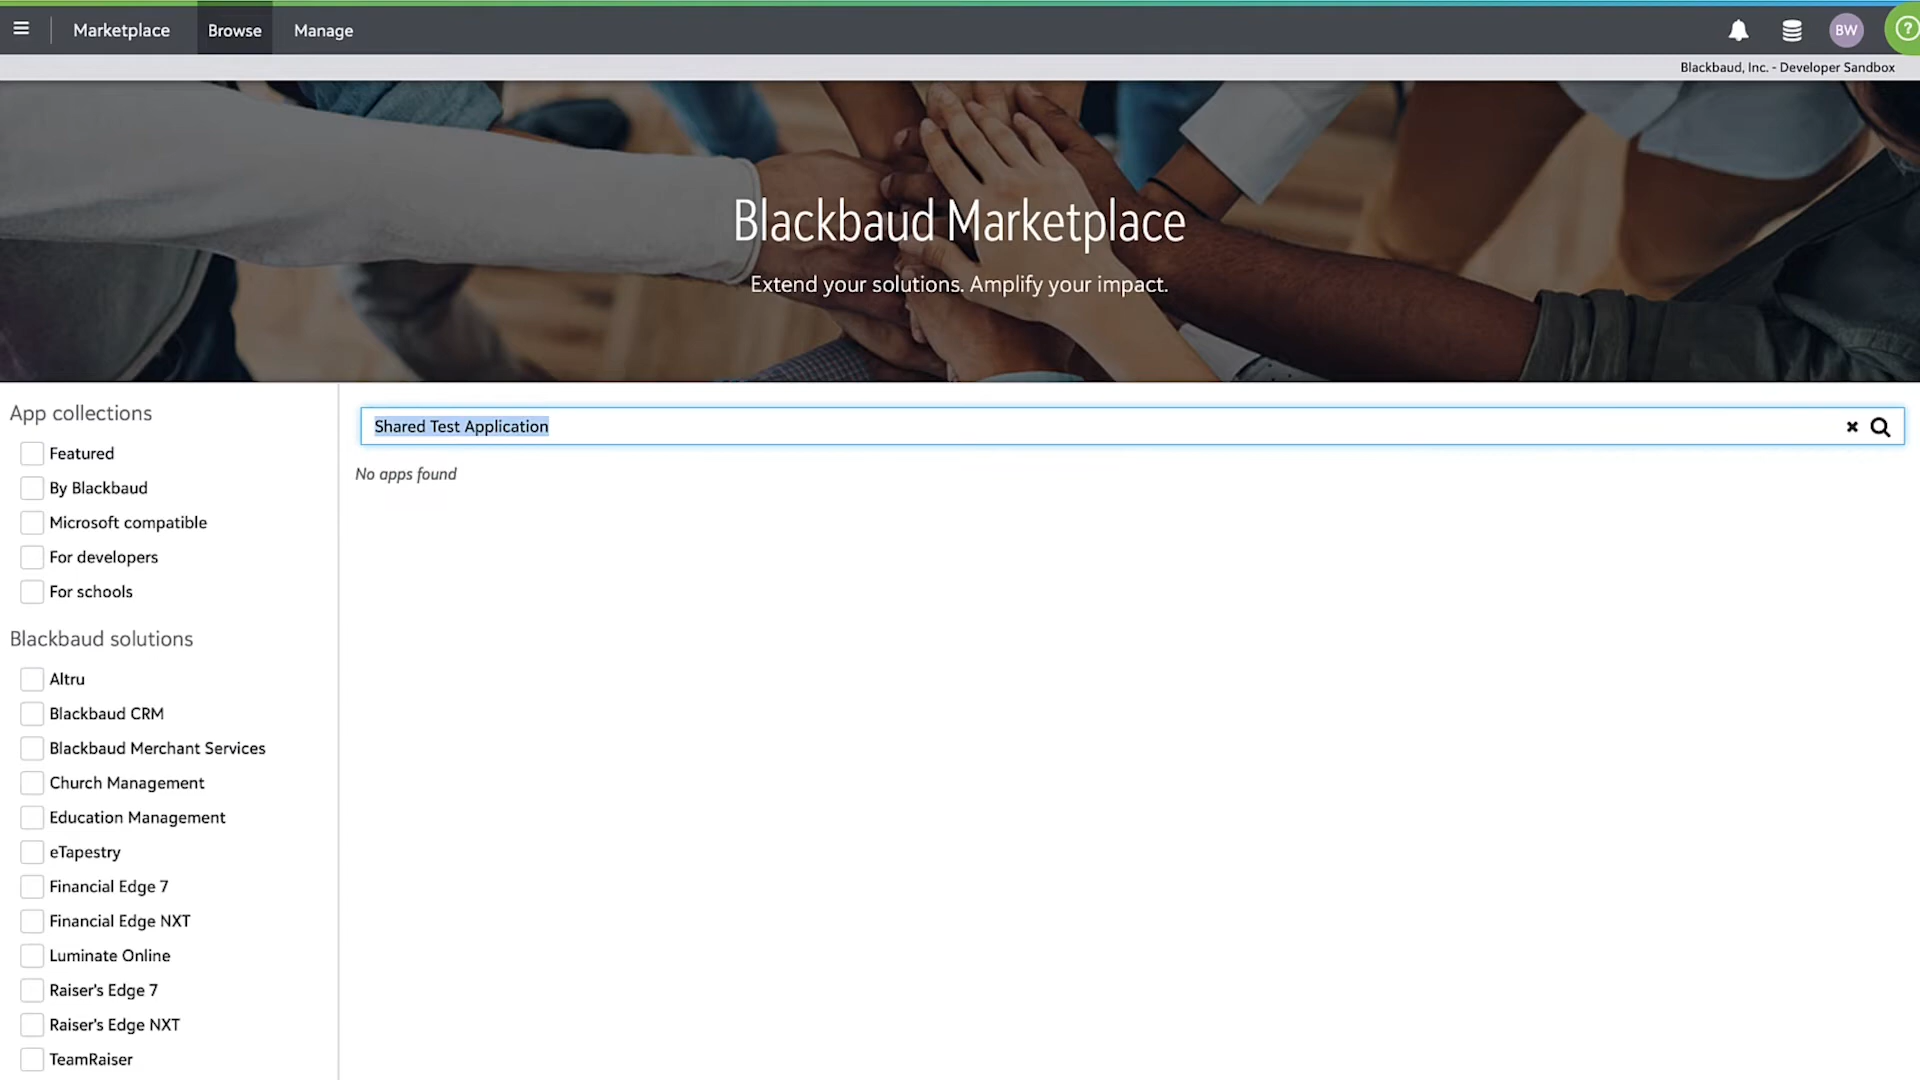 Marketplace Browse Manage BW ?
Blackbaud, Inc. - Developer Sandbox
Blackbaud Marketplace
Extend your solutions. Amplify your impact.
App collections
Featured
By Blackbaud
Microsoft compatible
For developers
For schools
Blackbaud solutions
Altru
Blackbaud CRM
Blackbaud Merchant Services
Church Management
Education Management
eTapestry
Financial Edge 7
Financial Edge NXT
Luminate Online
Raiser's Edge 7
Raiser's Edge NXT
TeamRaiser
Shared Test Application
No apps found